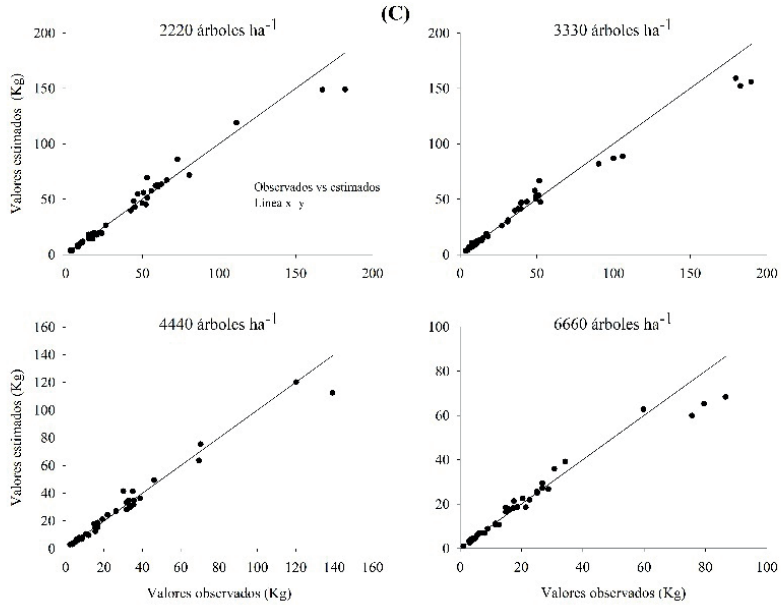 (C)
2220 árboles ha-1
200
150
100
50
0
Valores estimados (Kg)
Observados vs estimados
Linea x y
0 50 100 150 200
3330 árboles ha-1
200
150
100
50
0
0 50 100 150 200
4440 árboles ha-1
160
140
120
100
80
60
40
20
0
Valores estimados (Kg)
0 20 40 60 80 100 120 140 160
Valores observados (Kg)
6660 árboles ha-1
100
80
60
40
20
0
0 20 40 60 80 100
Valores observados (Kg)